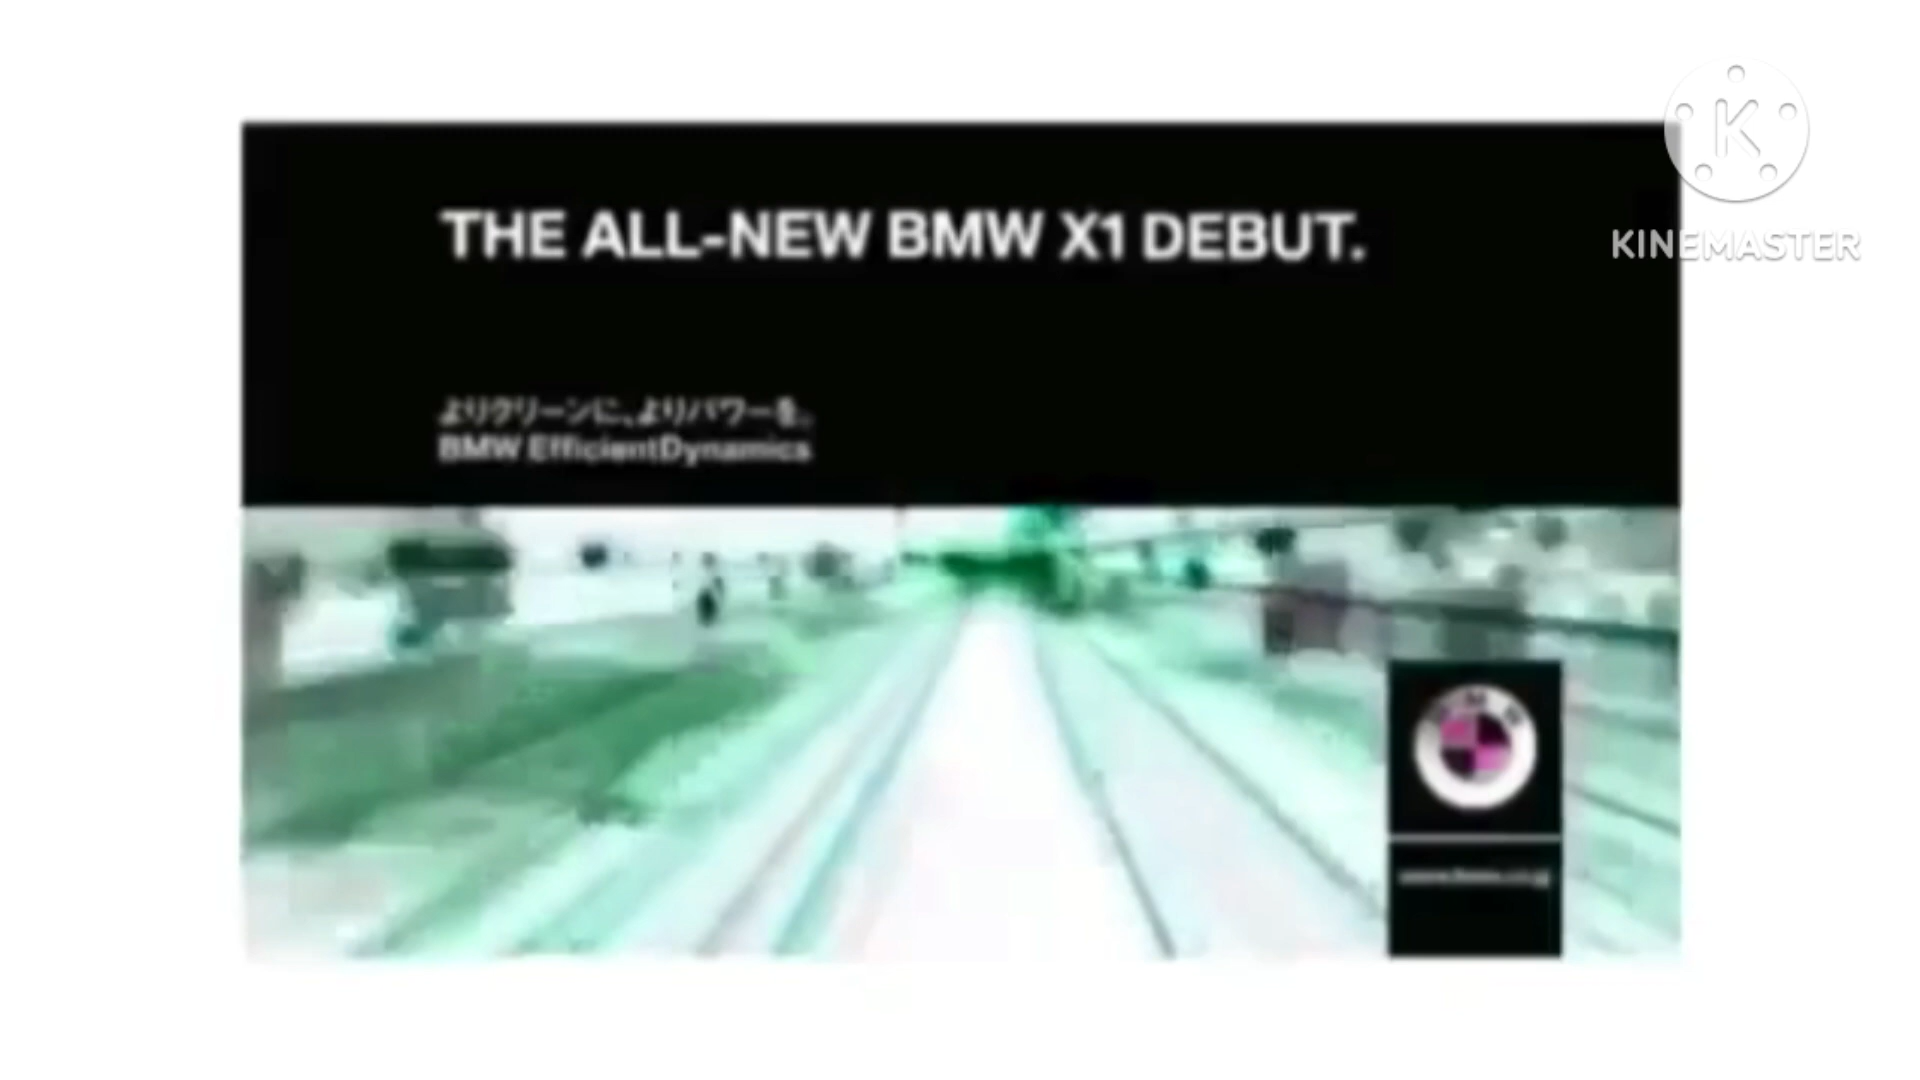 THE ALL-NEW BMW X1 DEBUT.
よりクリーンに、よりパワーを。
BMW EfficientDynamics
K
KINEMASTER
BMW